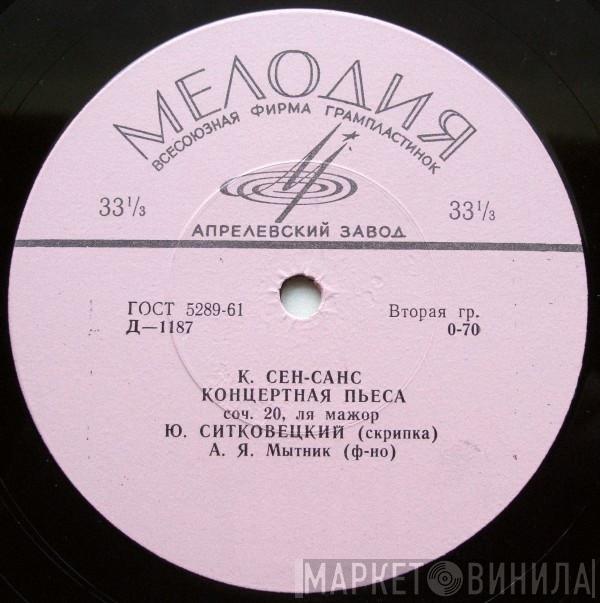 МЕЛОДИЯ
ВСЕСОЮЗНАЯ ФИРМА ГРАМПЛАСТИНОК
33⅓ 33⅓
АПРЕЛЕВСКИЙ ЗАВОД
ГОСТ 5289-61 Вторая гр.
Д—1187 0-70
К. СЕН-САНС
КОНЦЕРТНАЯ ПЬЕСА
соч. 20, ля мажор
Ю. СИТКОВЕЦКИЙ (скрипка)
А. Я. Мытник (ф-но)
МАРКЕТ ВИНИЛА